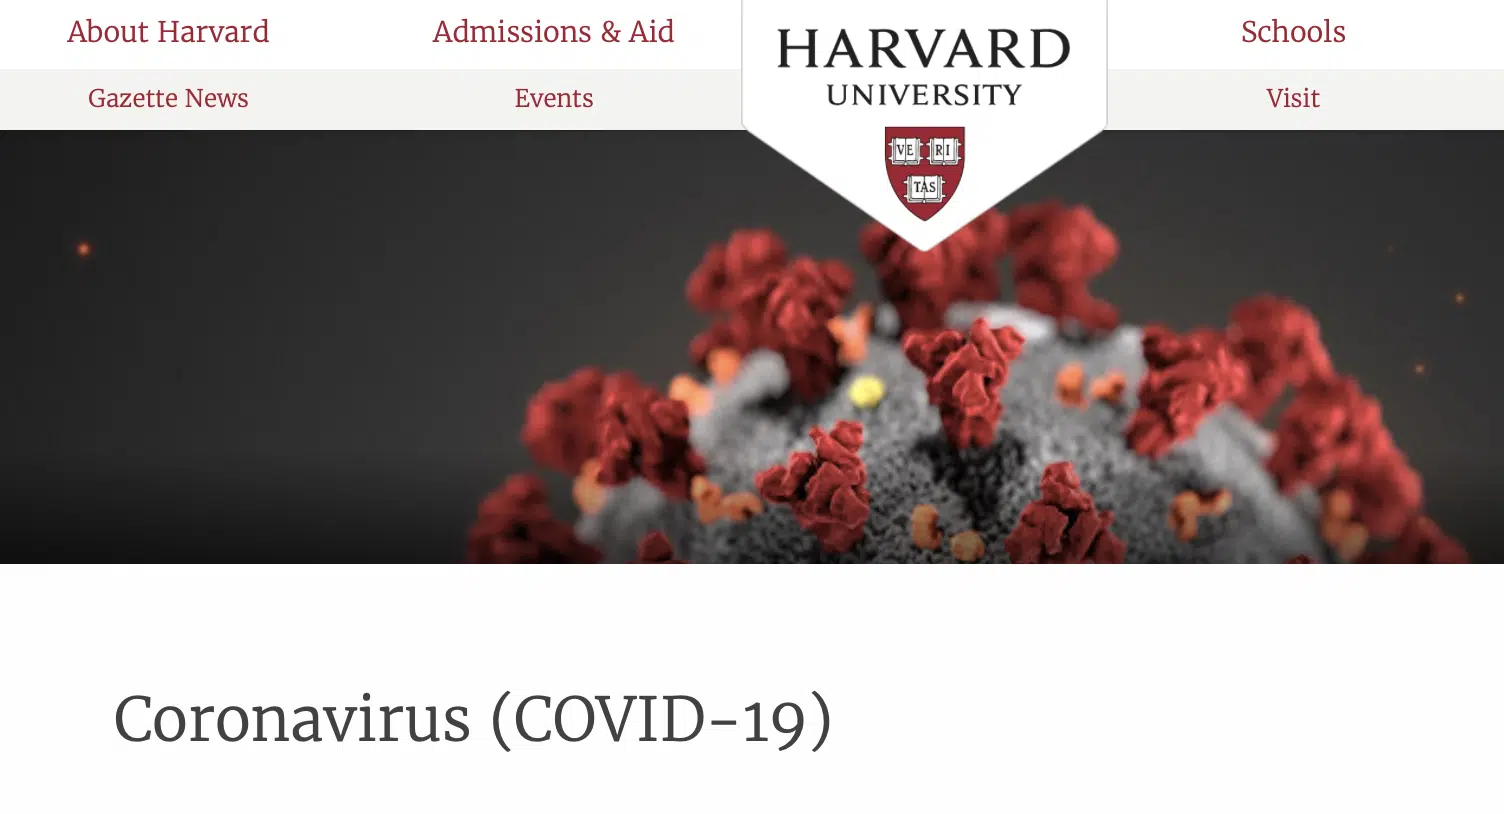 About Harvard
Admissions & Aid
HARVARD
UNIVERSITY
Schools
Gazette News
Events
Visit
VE RI
TAS
Coronavirus (COVID-19)